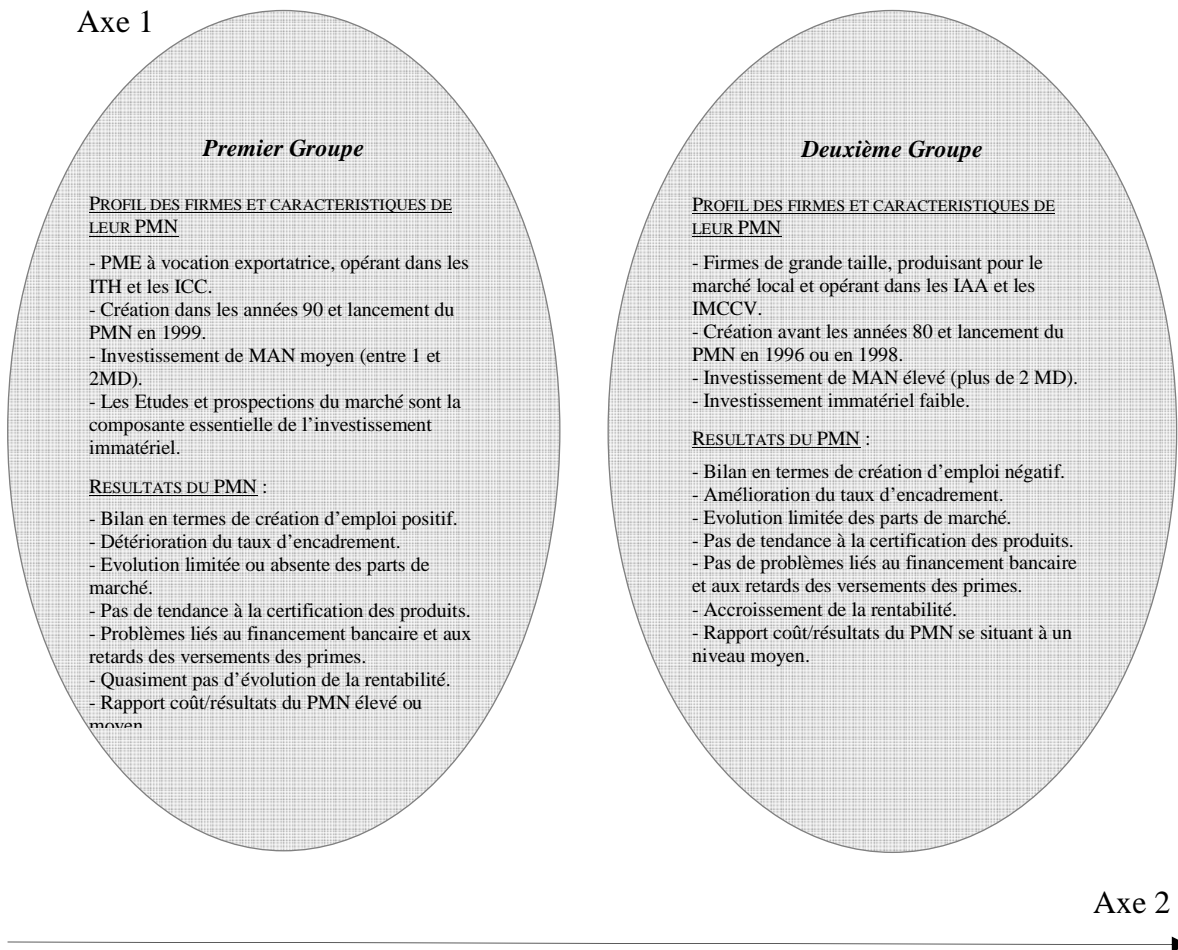 Axe 1
Premier Groupe
PROFIL DES FIRMES ET CARACTERISTIQUES DE
LEUR PMN
- PME à vocation exportatrice, opérant dans les
ITH et les ICC.
- Création dans les années 90 et lancement du
PMN en 1999.
- Investissement de MAN moyen (entre 1 et
2MD).
- Les Etudes et prospections du marché sont la
composante essentielle de l’investissement
immatériel.
RESULTATS DU PMN :
- Bilan en termes de création d’emploi positif.
- Détérioration du taux d’encadrement.
- Evolution limitée ou absente des parts de
marché.
- Pas de tendance à la certification des produits.
- Problèmes liés au financement bancaire et aux
retards des versements des primes.
- Quasiment pas d’évolution de la rentabilité.
- Rapport coût/résultats du PMN élevé ou
moyen
Deuxième Groupe
PROFIL DES FIRMES ET CARACTERISTIQUES DE
LEUR PMN
- Firmes de grande taille, produisant pour le
marché local et opérant dans les IAA et les
IMCCV.
- Création avant les années 80 et lancement du
PMN en 1996 ou en 1998.
- Investissement de MAN élevé (plus de 2 MD).
- Investissement immatériel faible.
RESULTATS DU PMN :
- Bilan en termes de création d’emploi négatif.
- Amélioration du taux d’encadrement.
- Evolution limitée des parts de marché.
- Pas de tendance à la certification des produits.
- Pas de problèmes liés au financement bancaire
et aux retards des versements des primes.
- Accroissement de la rentabilité.
- Rapport coût/résultats du PMN se situant à un
niveau moyen.
Axe 2